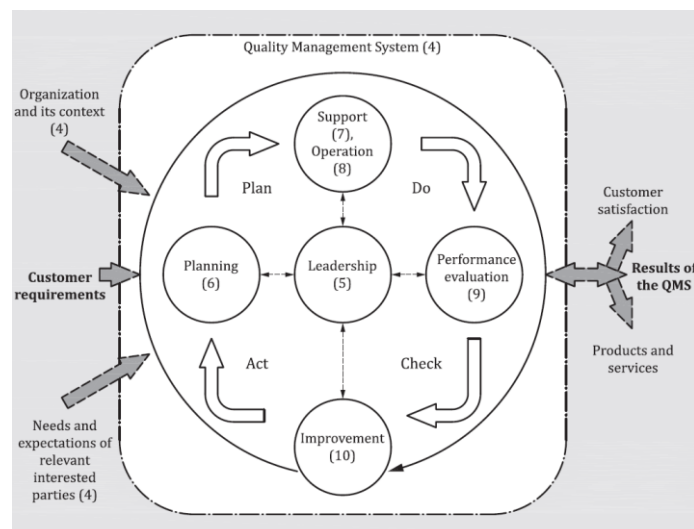 Quality Management System (4)
Organization
and its context
(4)
Support
(7),
Operation
(8)
Plan
Do
Customer
satisfaction
Customer
requirements
Planning
(6)
Leadership
(5)
Performance
evaluation
(9)
Results of
the QMS
Act
Check
Products and
services
Needs and
expectations of
relevant
interested
parties (4)
Improvement
(10)